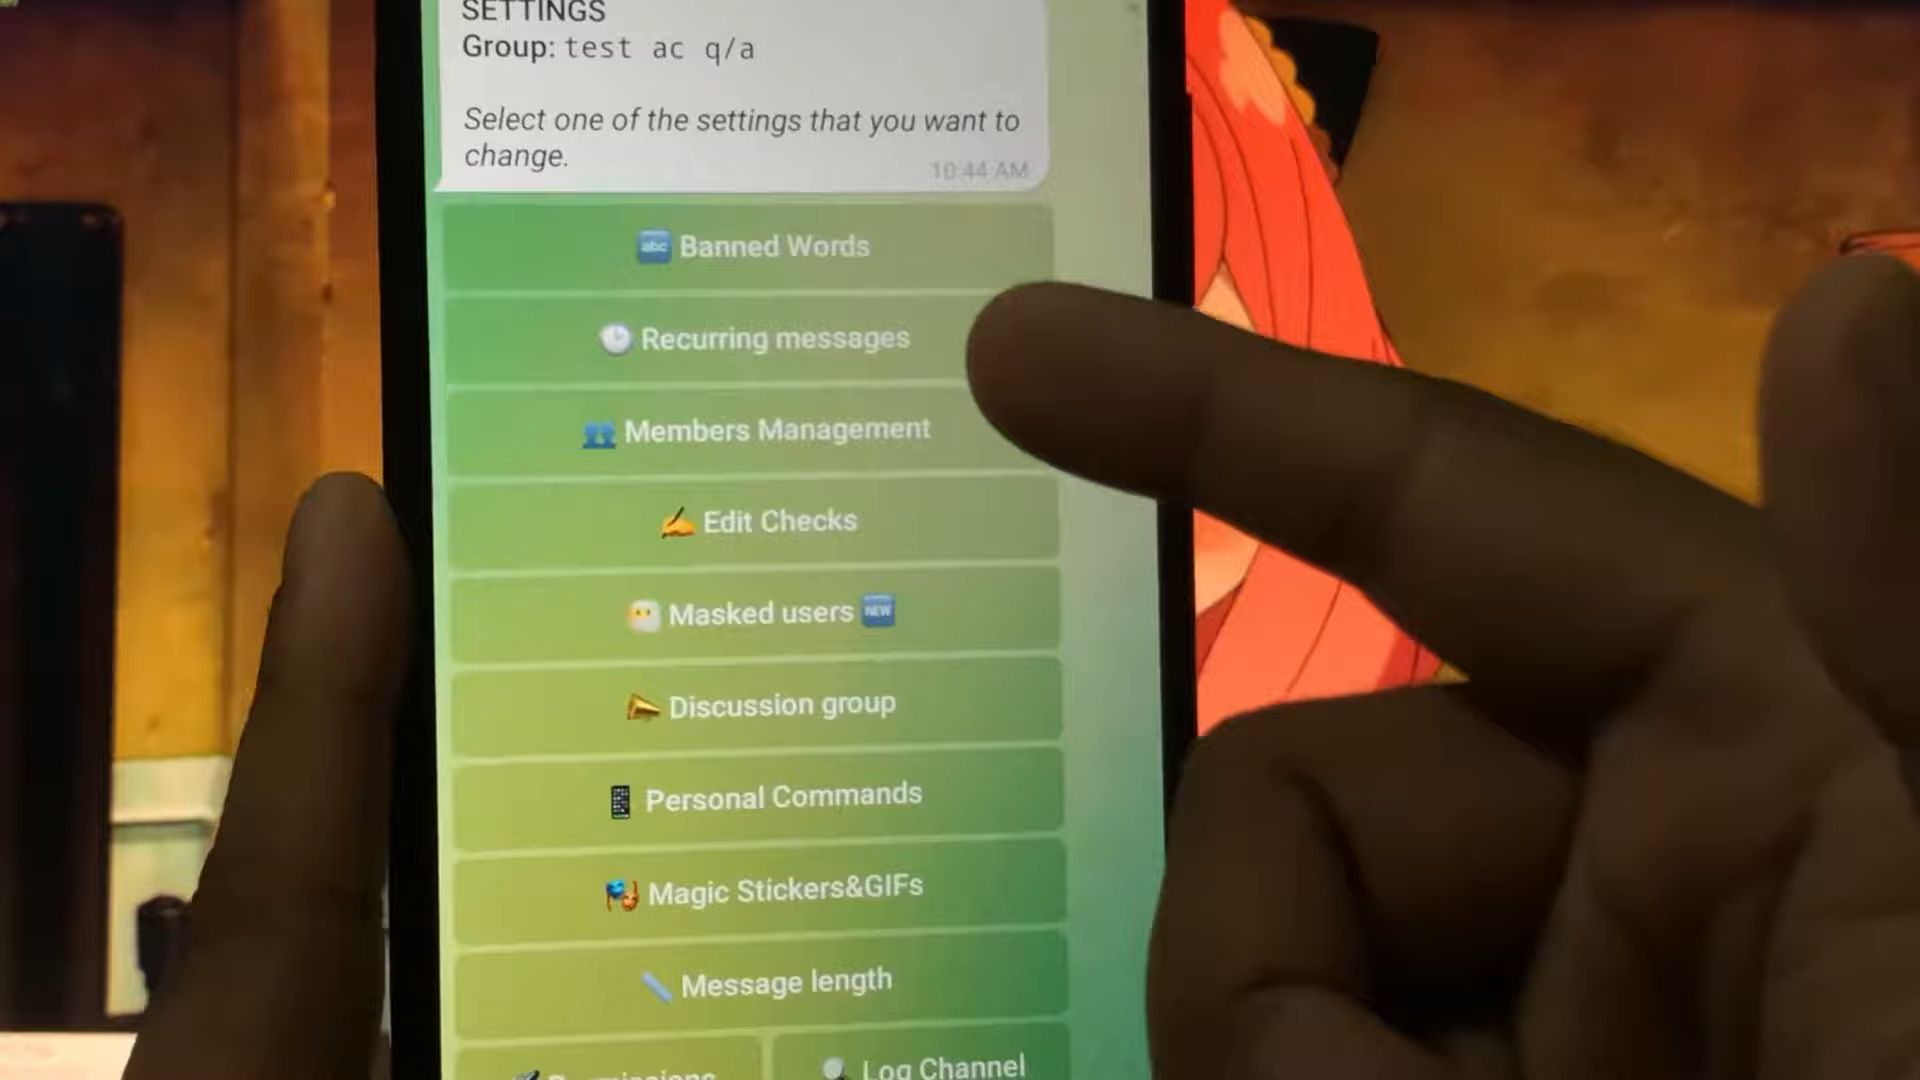 SETTINGS
Group: test ac q/a
Select one of the settings that you want to
change.
10:44 AM
abc Banned Words
Recurring messages
Members Management
Edit Checks
Masked users NEW
Discussion group
Personal Commands
Magic Stickers&GIFs
Message length
Permissions
Log Channel